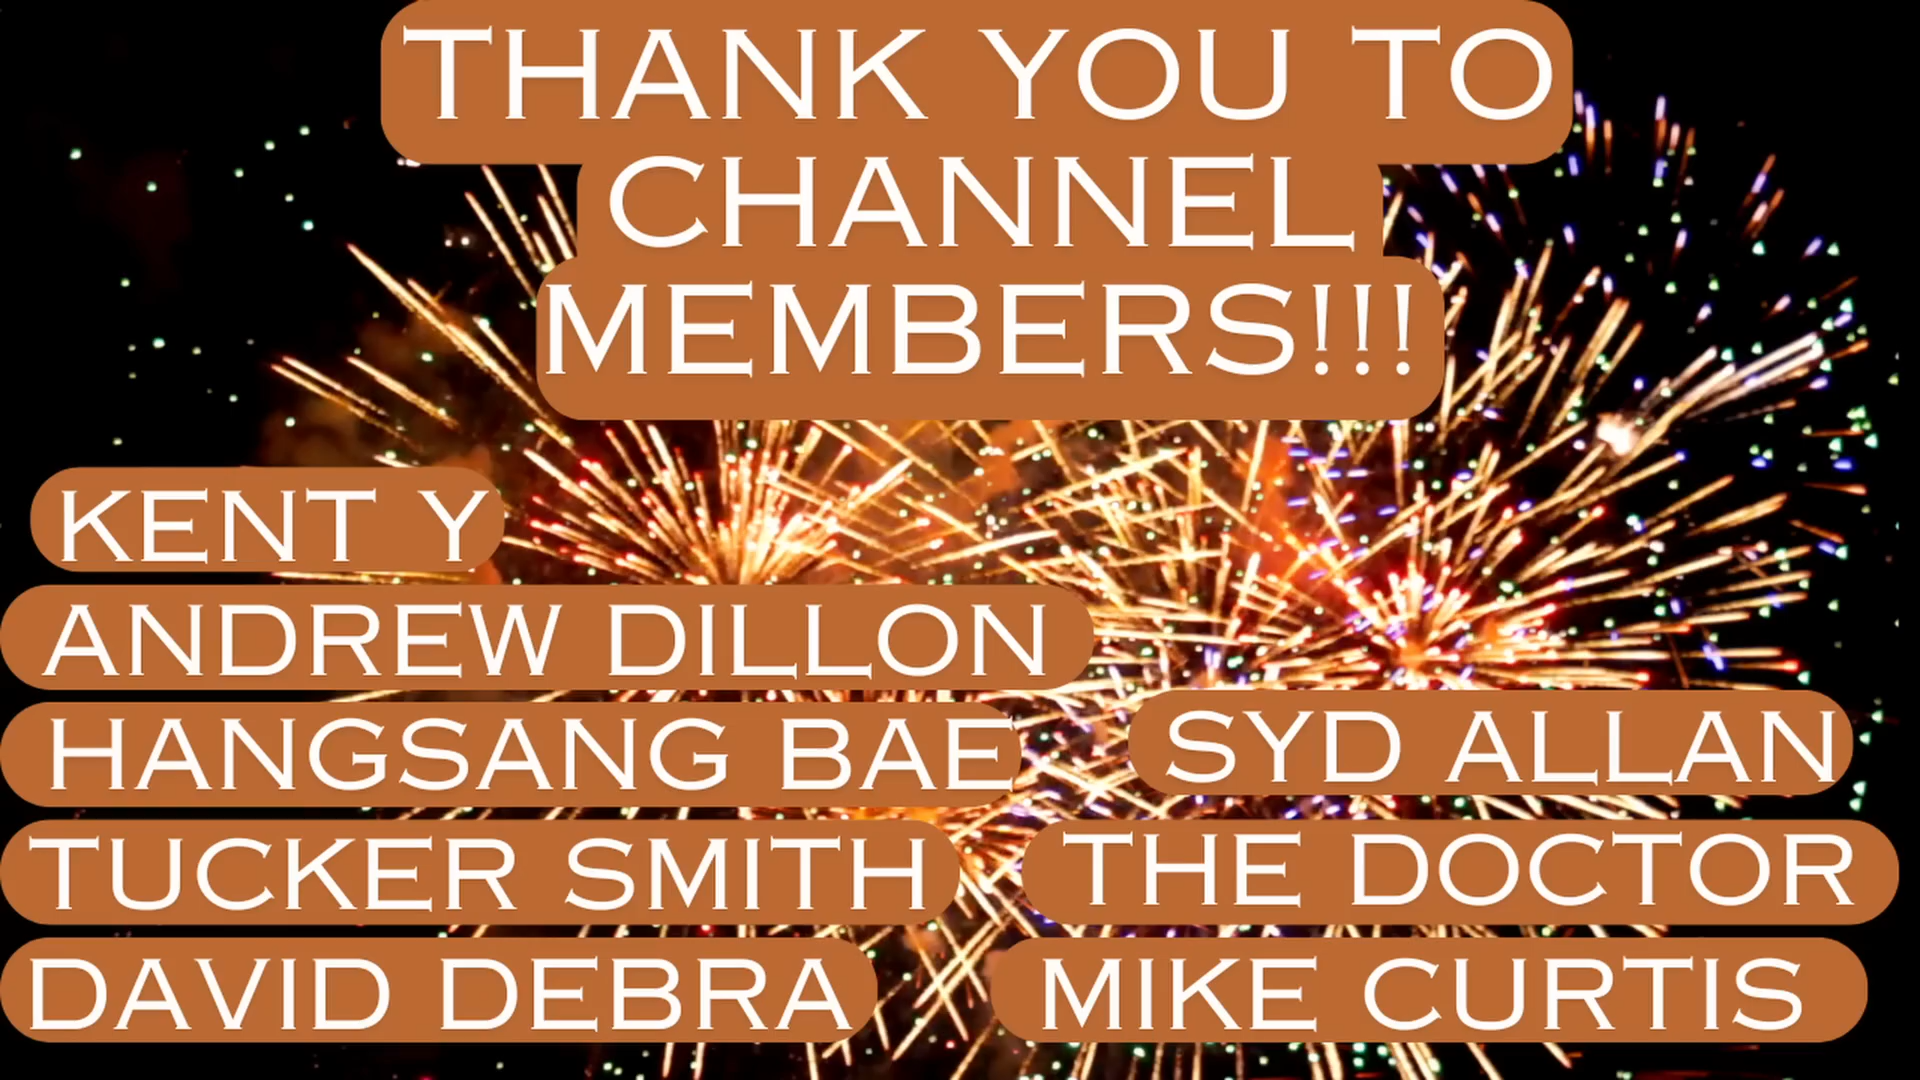 THANK YOU TO
CHANNEL
MEMBERS!!!
KENT Y
ANDREW DILLON
HANGSANG BAE
TUCKER SMITH
DAVID DEBRA
SYD ALLAN
THE DOCTOR
MIKE CURTIS